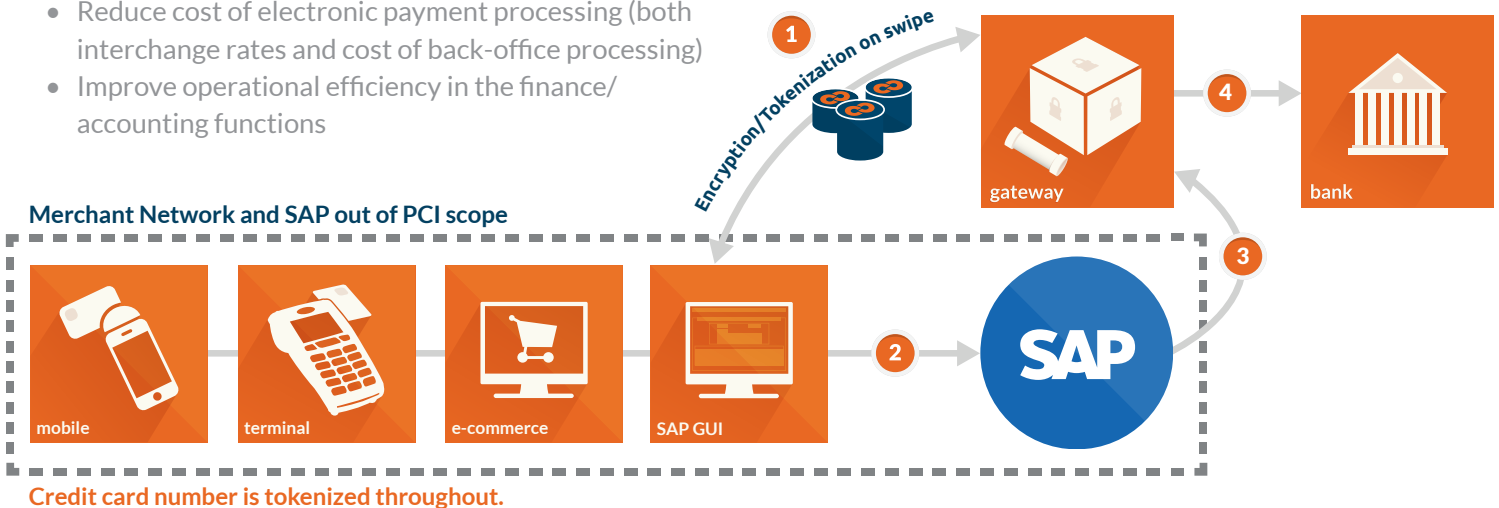 • Reduce cost of electronic payment processing (both
interchange rates and cost of back-office processing)
• Improve operational efficiency in the finance/
accounting functions
1
Encryption/Tokenization on swipe
gateway
4
bank
Merchant Network and SAP out of PCI scope
3
mobile
terminal
e-commerce
SAP GUI
2
SAP
Credit card number is tokenized throughout.